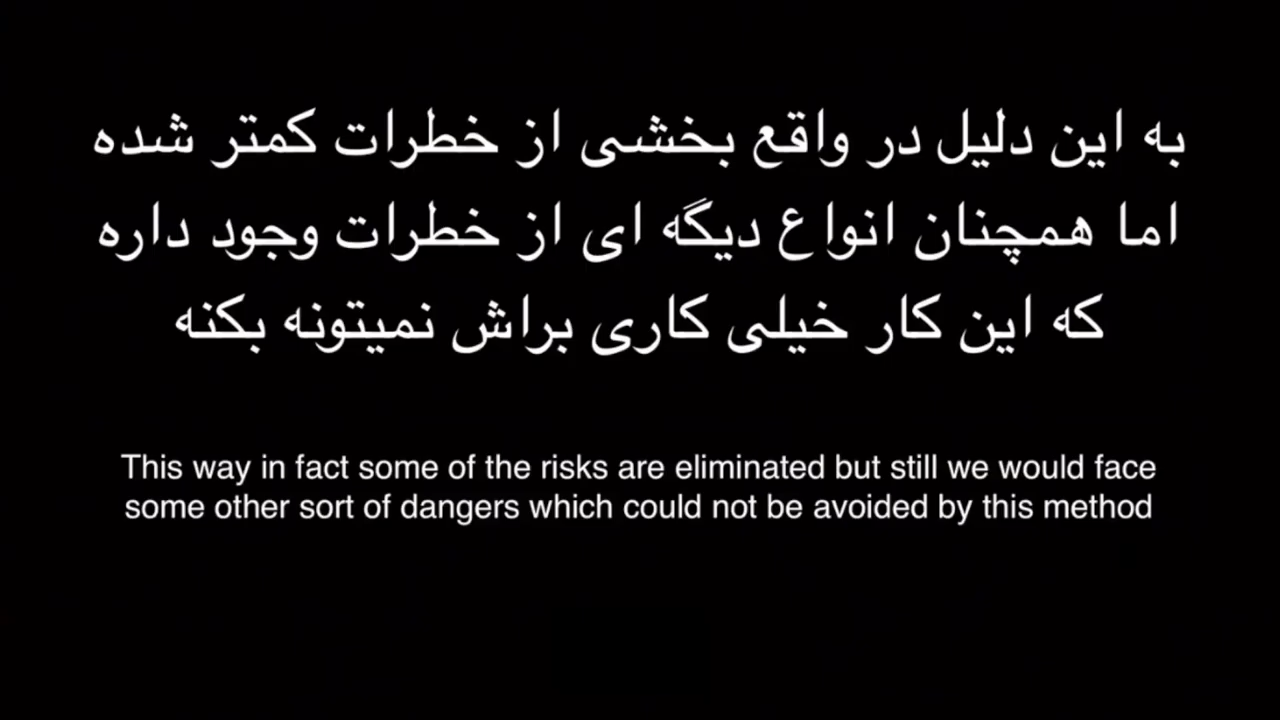 به این دلیل در واقع بخشی از خطرات کمتر شده
اما همچنان انواع دیگَه ای از خطرات وجود داره
که این کار خیلی کاری براش نمیتونه بکنه
This way in fact some of the risks are eliminated but still we would face
some other sort of dangers which could not be avoided by this method